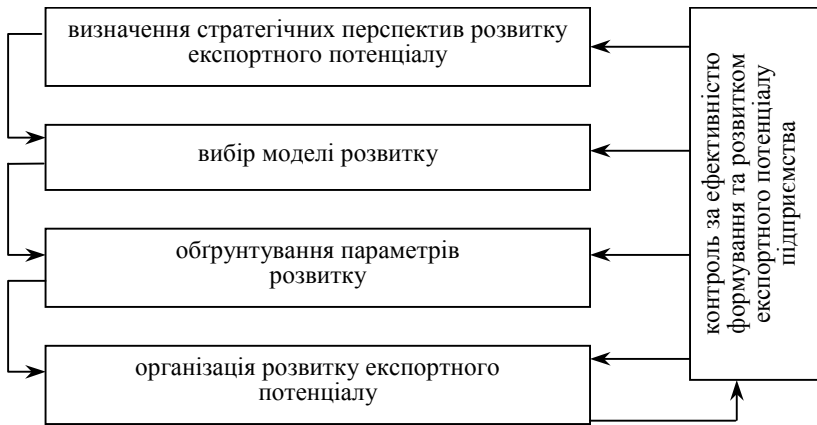 визначення стратегічних перспектив розвитку
експортного потенціалу
вибір моделі розвитку
обґрунтування параметрів
розвитку
організація розвитку експортного
потенціалу
контроль за ефективністю
формування та розвитком
експортного потенціалу
підприємства